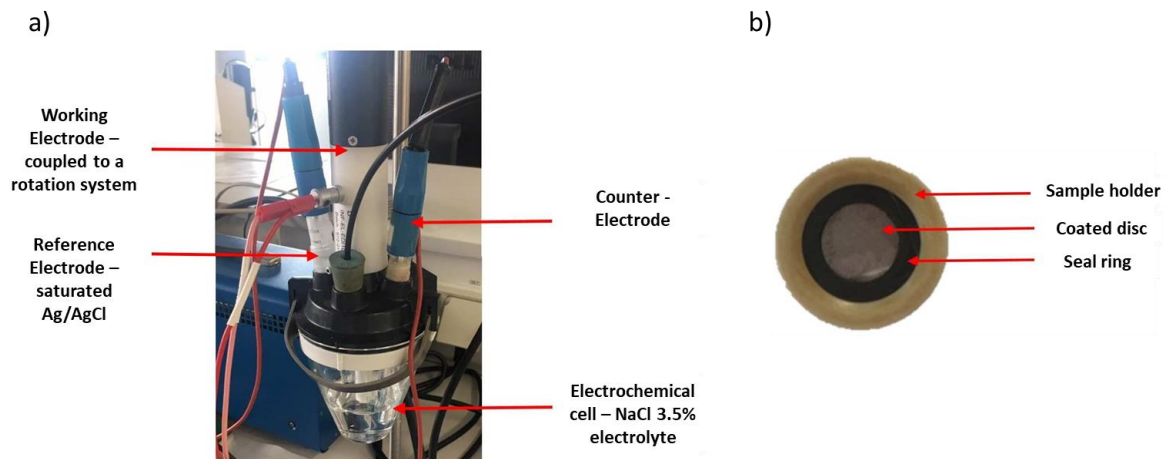 a)
b)
Working
Electrode –
coupled to a
rotation system
Reference
Electrode –
saturated
Ag/AgCl
Counter -
Electrode
Electrochemical
cell – NaCl 3.5%
electrolyte
Sample holder
Coated disc
Seal ring